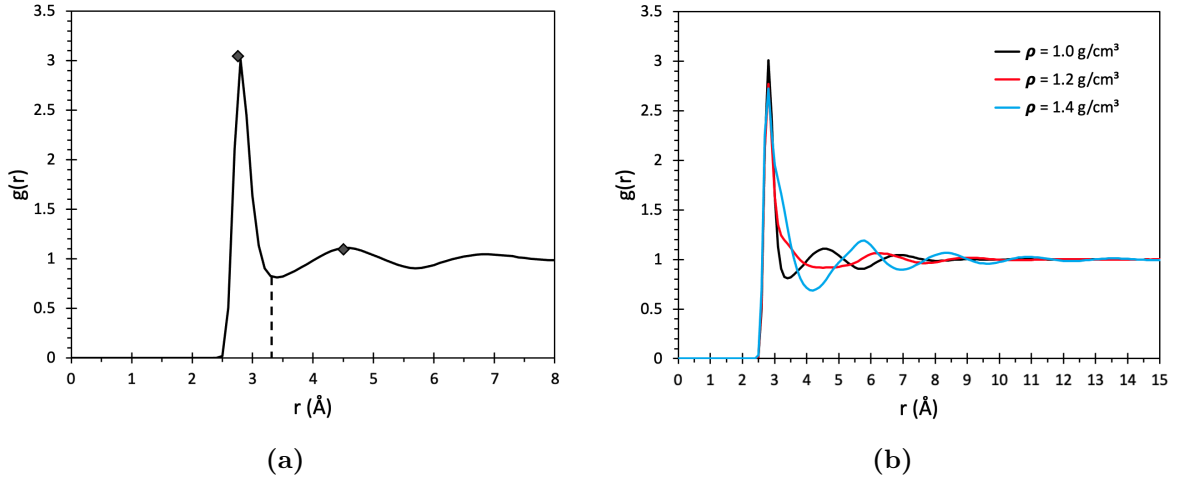 3.5
3
2.5
2
1.5
1
0.5
0
g(r)
0 1 2 3 4 5 6 7 8
r (Å)
(a)
3.5
3
2.5
2
1.5
1
0.5
0
g(r)
ρ = 1.0 g/cm³
ρ = 1.2 g/cm³
ρ = 1.4 g/cm³
0 1 2 3 4 5 6 7 8 9 10 11 12 13 14 15
r (Å)
(b)